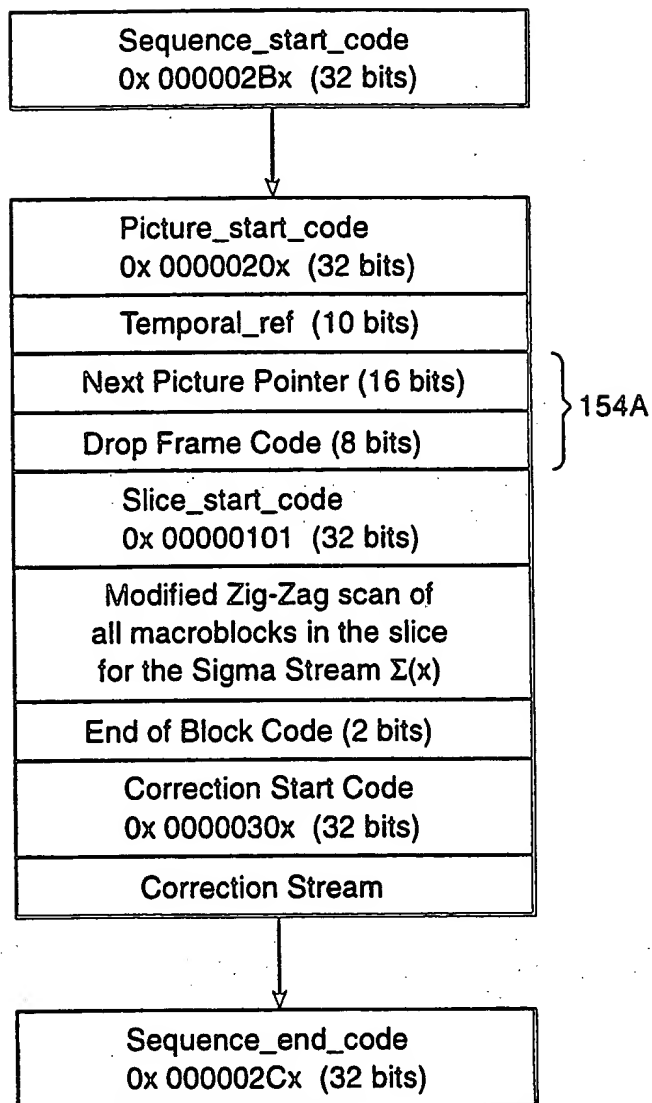 Sequence_start_code
0x 000002Bx (32 bits)
Picture_start_code
0x 0000020x (32 bits)
Temporal_ref (10 bits)
Next Picture Pointer (16 bits)
154A
Drop Frame Code (8 bits)
Slice_start_code
0x 00000101 (32 bits)
Modified Zig-Zag scan of
all macroblocks in the slice
for the Sigma Stream Σ(x)
End of Block Code (2 bits)
Correction Start Code
0x 0000030x (32 bits)
Correction Stream
Sequence_end_code
0x 000002Cx (32 bits)